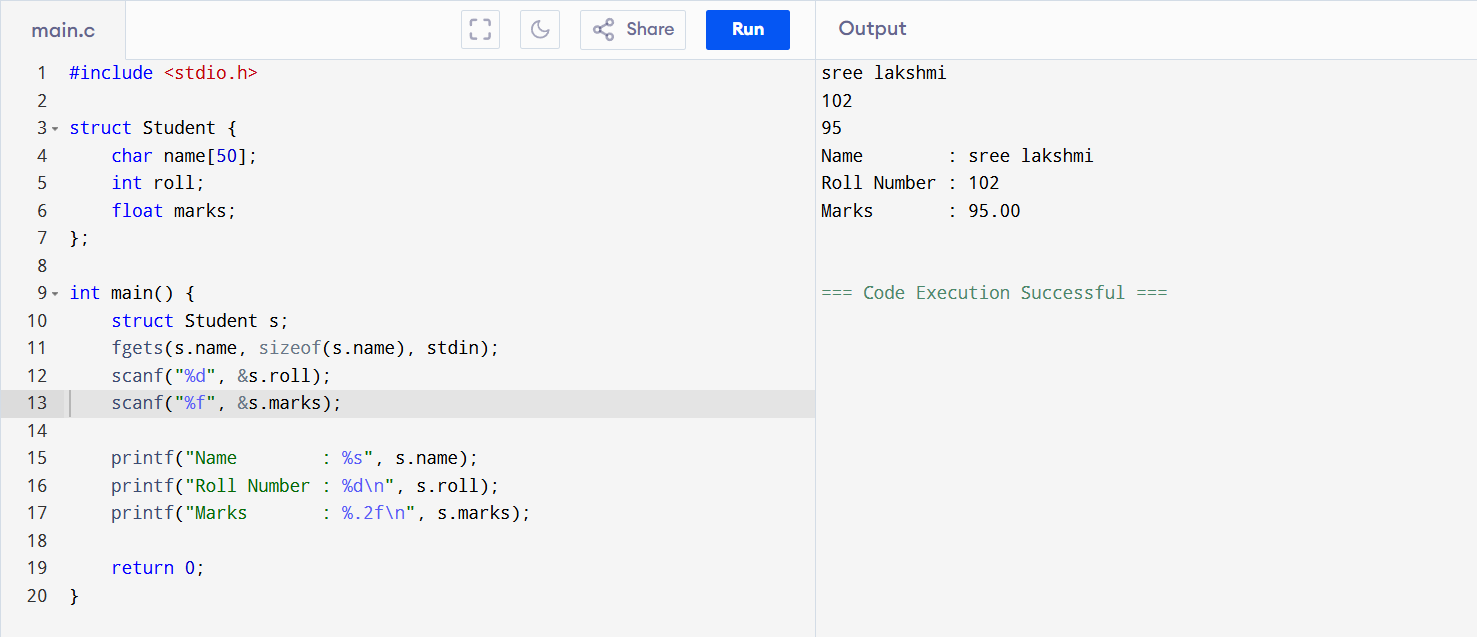 main.c
Share
Run
Output
1 #include <stdio.h>
2
3 struct Student {
4     char name[50];
5     int roll;
6     float marks;
7 };
8
9 int main() {
10     struct Student s;
11     fgets(s.name, sizeof(s.name), stdin);
12     scanf("%d", &s.roll);
13     scanf("%f", &s.marks);
14
15     printf("Name        : %s", s.name);
16     printf("Roll Number : %d\n", s.roll);
17     printf("Marks       : %.2f\n", s.marks);
18
19     return 0;
20 }
sree lakshmi
102
95
Name        : sree lakshmi
Roll Number : 102
Marks       : 95.00
=== Code Execution Successful ===